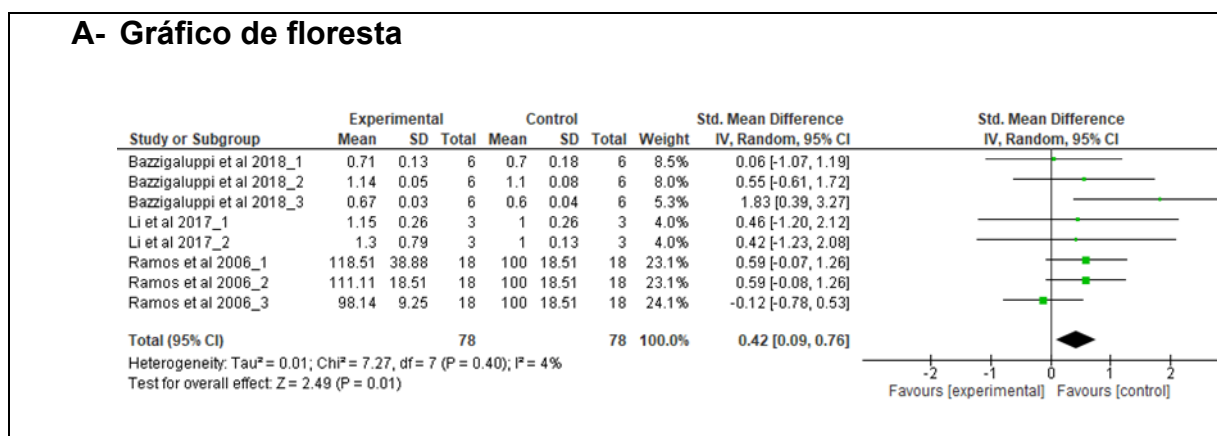 A- Gráfico de floresta
Experimental Control Std. Mean Difference Std. Mean Difference
Study or Subgroup Mean SD Total Mean SD Total Weight IV, Random, 95% CI IV, Random, 95% CI
Bazzigaluppi et al 2018_1 0.71 0.13 6 0.7 0.18 6 8.5% 0.06 [-1.07, 1.19]
Bazzigaluppi et al 2018_2 1.14 0.05 6 1.1 0.08 6 8.0% 0.55 [-0.61, 1.72]
Bazzigaluppi et al 2018_3 0.67 0.03 6 0.6 0.04 6 5.3% 1.83 [0.39, 3.27]
Li et al 2017_1 1.15 0.26 3 1 0.26 3 4.0% 0.46 [-1.20, 2.12]
Li et al 2017_2 1.3 0.79 3 1 0.13 3 4.0% 0.42 [-1.23, 2.08]
Ramos et al 2006_1 118.51 38.88 18 100 18.51 18 23.1% 0.59 [-0.07, 1.26]
Ramos et al 2006_2 111.11 18.51 18 100 18.51 18 23.1% 0.59 [-0.08, 1.26]
Ramos et al 2006_3 98.14 9.25 18 100 18.51 18 24.1% -0.12 [-0.78, 0.53]
Total (95% CI) 78 78 100.0% 0.42 [0.09, 0.76]
Heterogeneity: Tau² = 0.01; Chi² = 7.27, df = 7 (P = 0.40); I² = 4%
Test for overall effect: Z = 2.49 (P = 0.01)
-2 -1 0 1 2
Favours [experimental] Favours [control]